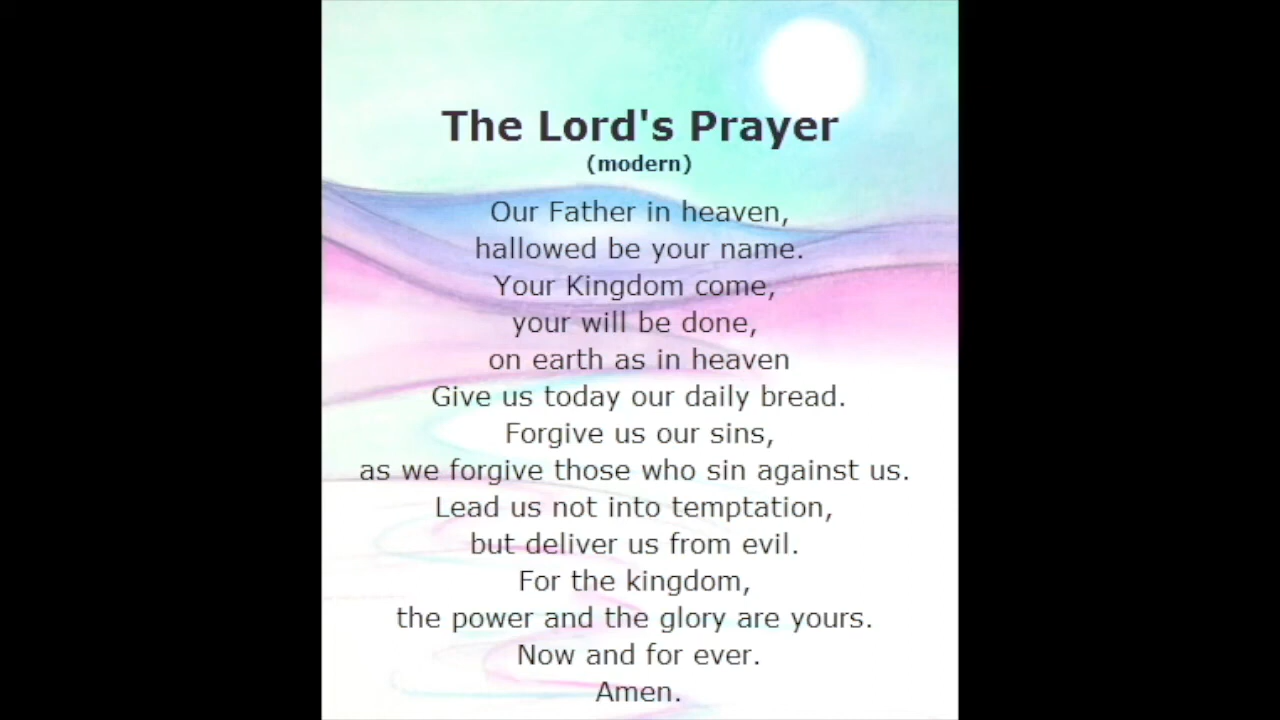 The Lord's Prayer
(modern)
Our Father in heaven,
hallowed be your name.
Your Kingdom come,
your will be done,
on earth as in heaven
Give us today our daily bread.
Forgive us our sins,
as we forgive those who sin against us.
Lead us not into temptation,
but deliver us from evil.
For the kingdom,
the power and the glory are yours.
Now and for ever.
Amen.